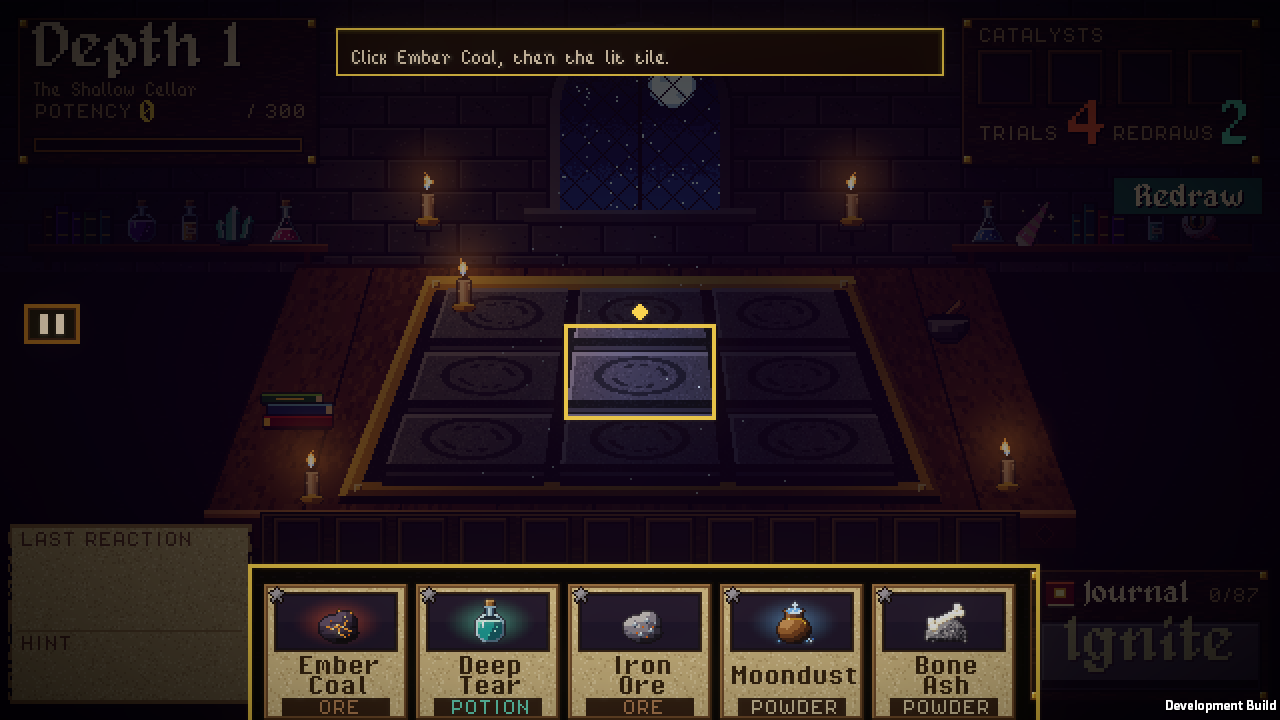 Depth 1
The Shallow Cellar
POTENCY 0 / 300
Click Ember Coal, then the lit tile.
CATALYSTS
TRIALS 4 REDRAWS 2
Redraw
LAST REACTION
HINT
Ember
Coal
ORE
Deep
Tear
POTION
Iron
Ore
ORE
Moondust
POWDER
Bone
Ash
POWDER
Journal 0/87
Ignite
Development Build